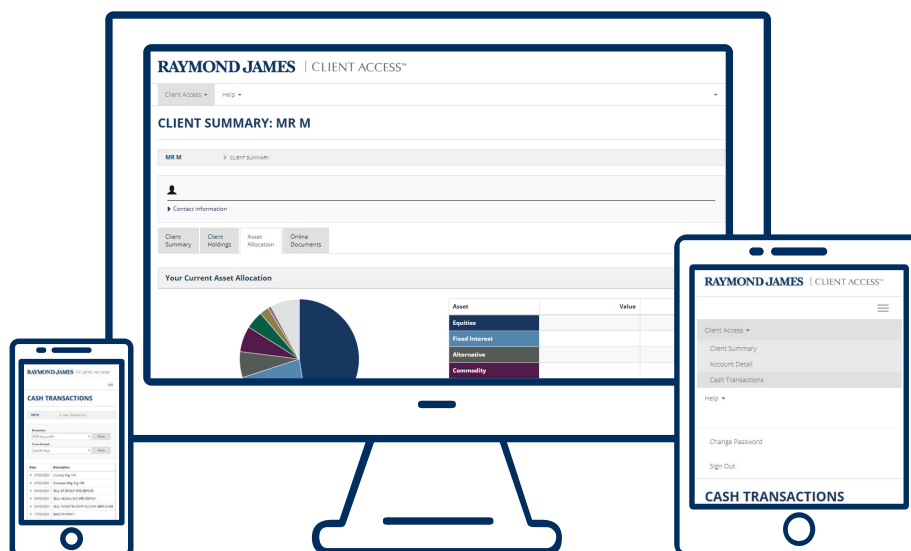 RAYMOND JAMES | CLIENT ACCESS™
Client Access Help
CLIENT SUMMARY: MR M
MR M > CLIENT SUMMARY
Contact information
Client Summary
Client Holdings
Asset Allocation
Online Documents
Your Current Asset Allocation
Asset Value
Equities
Fixed Interest
Alternative
Commodity
RAYMOND JAMES | CLIENT ACCESS™
CASH TRANSACTIONS
MR M
Date Description
RAYMOND JAMES | CLIENT ACCESS™
Client Access
Client Summary
Account Detail
Cash Transactions
Help
Change Password
Sign Out
CASH TRANSACTIONS